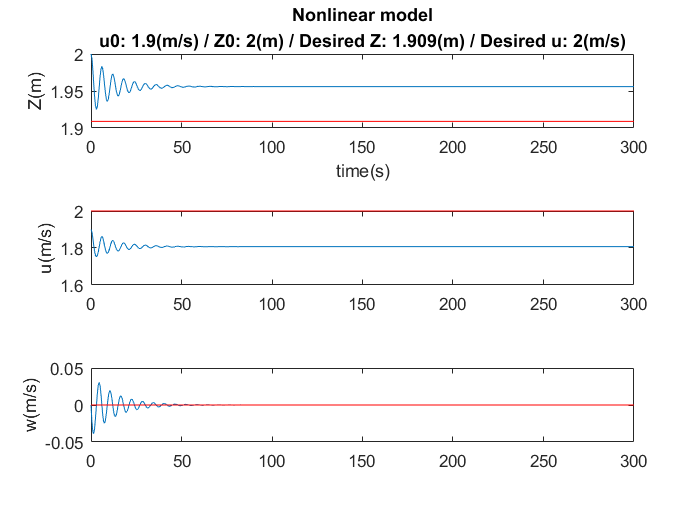 Nonlinear model
u0: 1.9(m/s) / Z0: 2(m) / Desired Z: 1.909(m) / Desired u: 2(m/s)
2
1.95
1.9
Z(m)
0 50 100 150 200 250 300
time(s)
2
1.8
1.6
u(m/s)
0 50 100 150 200 250 300
0.05
0
-0.05
w(m/s)
0 50 100 150 200 250 300